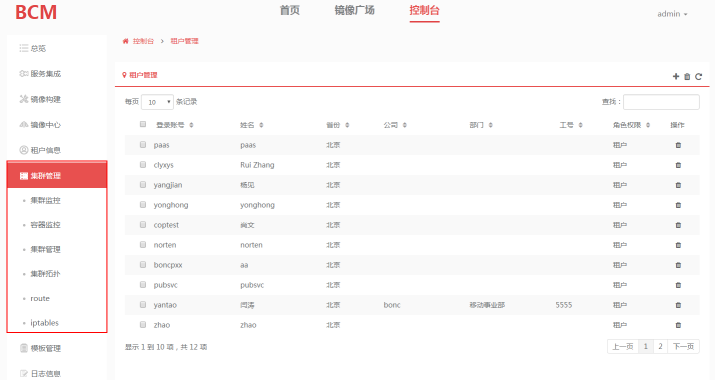 BCM
首页 镜像广场 控制台
admin
总览
服务集成
镜像构建
镜像中心
租户信息
集群管理
集群监控
容器监控
集群管理
集群拓扑
route
iptables
模板管理
日志信息
控制台 > 租户管理
租户管理
每页 10 条记录 查找：
登录账号 姓名 省份 公司 部门 工号 角色权限 操作
paas paas 北京 租户
clyxys Rui Zhang 北京 租户
yangjian 杨见 北京 租户
yonghong yonghong 北京 租户
coptest 尚文 北京 租户
norten norten 北京 租户
boncpxx aa 北京 租户
pubsvc pubsvc 北京 租户
yantao 闫涛 北京 bonc 移动事业部 5555 租户
zhao zhao 北京 租户
显示 1 到 10 项，共 12 项 上一页 1 2 下一页